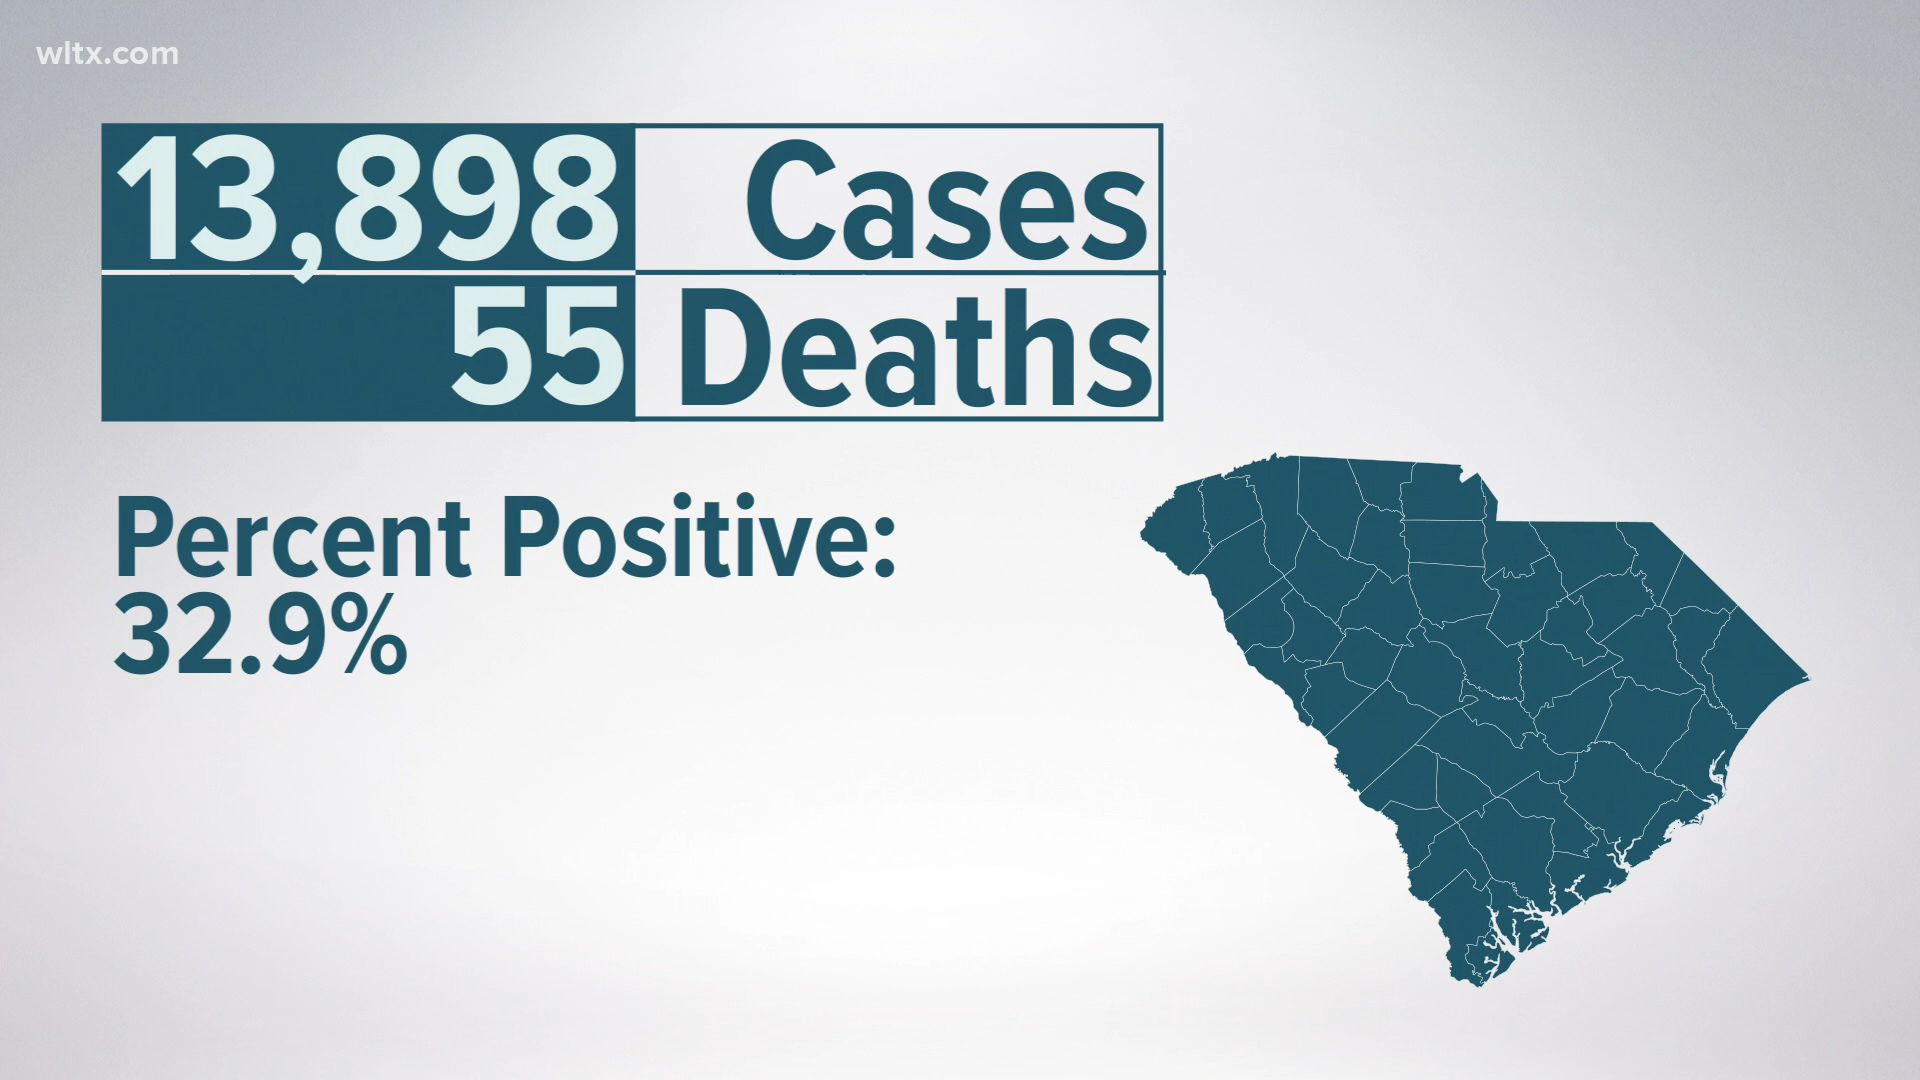 wltx.com
13,898 Cases
55 Deaths
Percent Positive:
32.9%